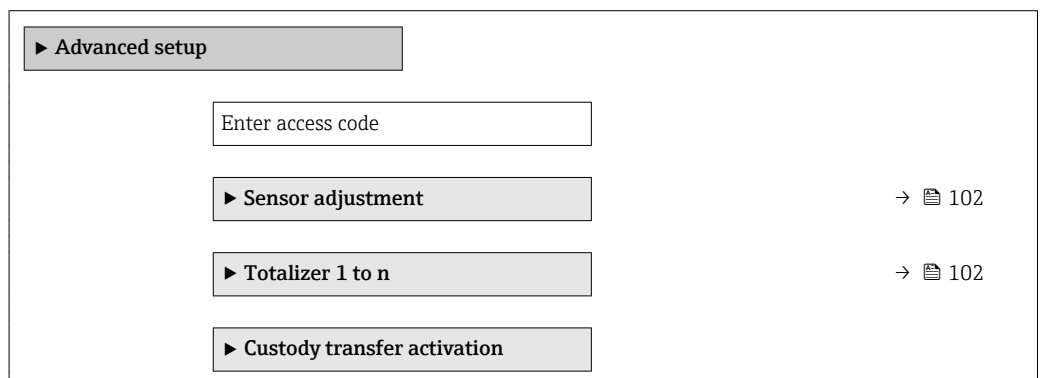 ▶ Advanced setup
Enter access code
▶ Sensor adjustment → 🖹 102
▶ Totalizer 1 to n → 🖹 102
▶ Custody transfer activation